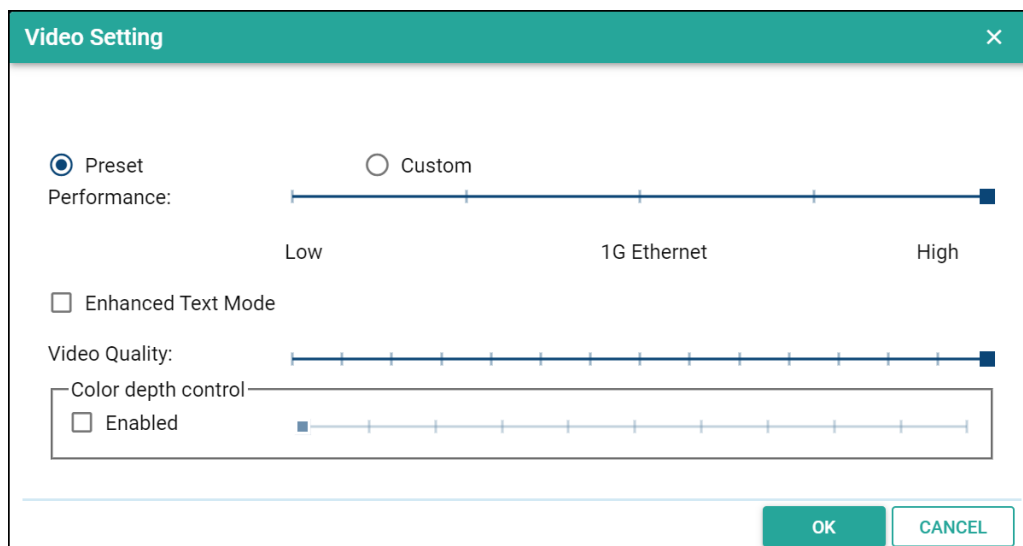 Video Setting
Preset Custom
Performance:
Low 1G Ethernet High
Enhanced Text Mode
Video Quality:
Color depth control
Enabled
OK CANCEL